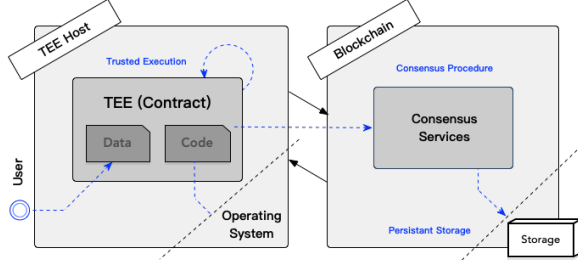 TEE Host
Blockchain
Trusted Execution
Consensus Procedure
TEE (Contract)
Data
Code
Consensus
Services
User
Operating
System
Persistant Storage
Storage